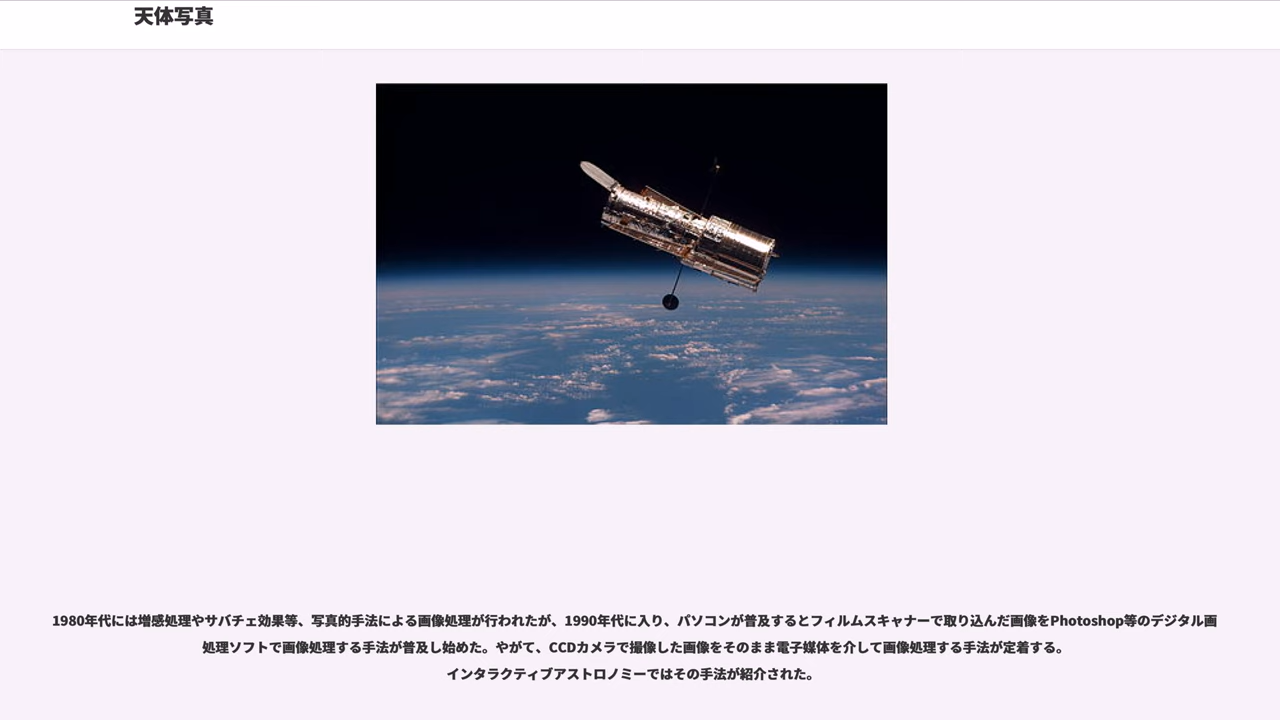 天体写真
1980年代には増感処理やサバチェ効果等、写真的手法による画像処理が行われたが、1990年代に入り、パソコンが普及するとフィルムスキャナーで取り込んだ画像をPhotoshop等のデジタル画
処理ソフトで画像処理する手法が普及し始めた。やがて、CCDカメラで撮像した画像をそのまま電子媒体を介して画像処理する手法が定着する。
インタラクティブアストロノミーではその手法が紹介された。